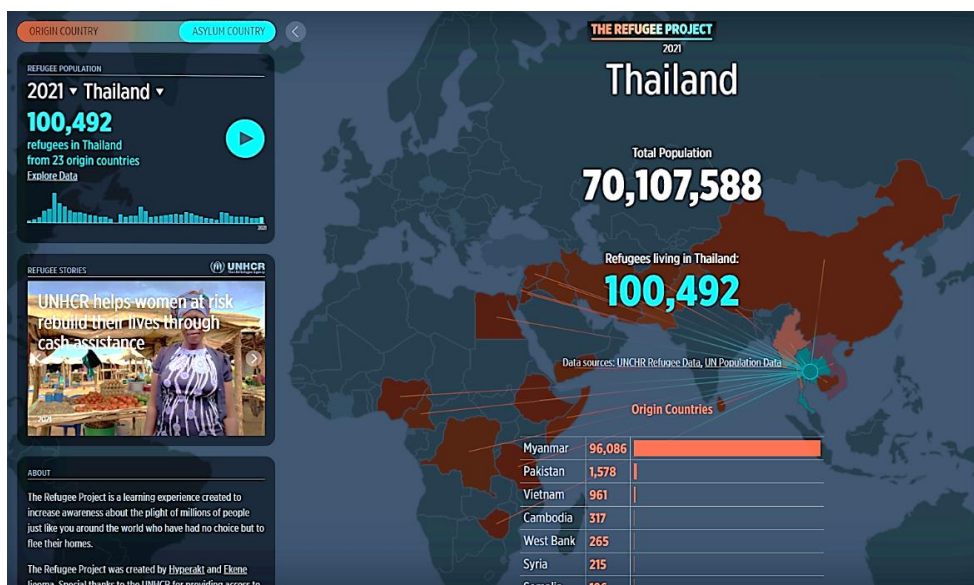 ORIGIN COUNTRY
ASYLUM COUNTRY
REFUGEE POPULATION
2021 Thailand
100,492
refugees in Thailand
from 23 origin countries
Explore Data
2021
REFUGEE STORIES
UNHCR
UNHCR helps women at risk
rebuild their lives through
cash assistance
2021
ABOUT
The Refugee Project is a learning experience created to
increase awareness about the plight of millions of people
just like you around the world who have had no choice but to
flee their homes.
The Refugee Project was created by Hyperakt and Ekene
Ijeoma. Special thanks to the UNHCR for providing access to
THE REFUGEE PROJECT
2021
Thailand
Total Population
70,107,588
Refugees living in Thailand:
100,492
Data sources: UNCHR Refugee Data, UN Population Data
Origin Countries
Myanmar 96,086
Pakistan 1,578
Vietnam 961
Cambodia 317
West Bank 265
Syria 215
Somalia